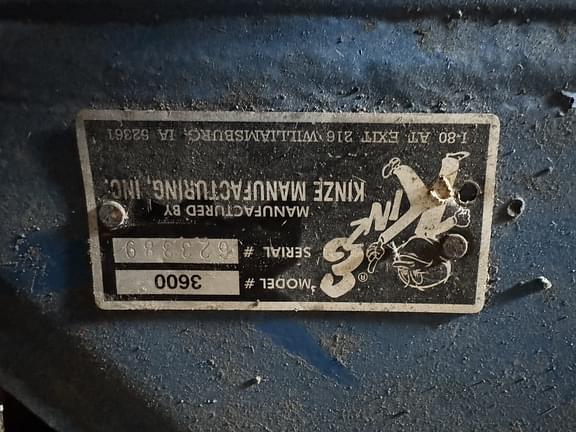 KINZE®
MODEL # 3600
SERIAL # 623389
MANUFACTURED BY
KINZE MANUFACTURING, INC.
I-80 AT EXIT 216 WILLIAMSBURG, IA 52361